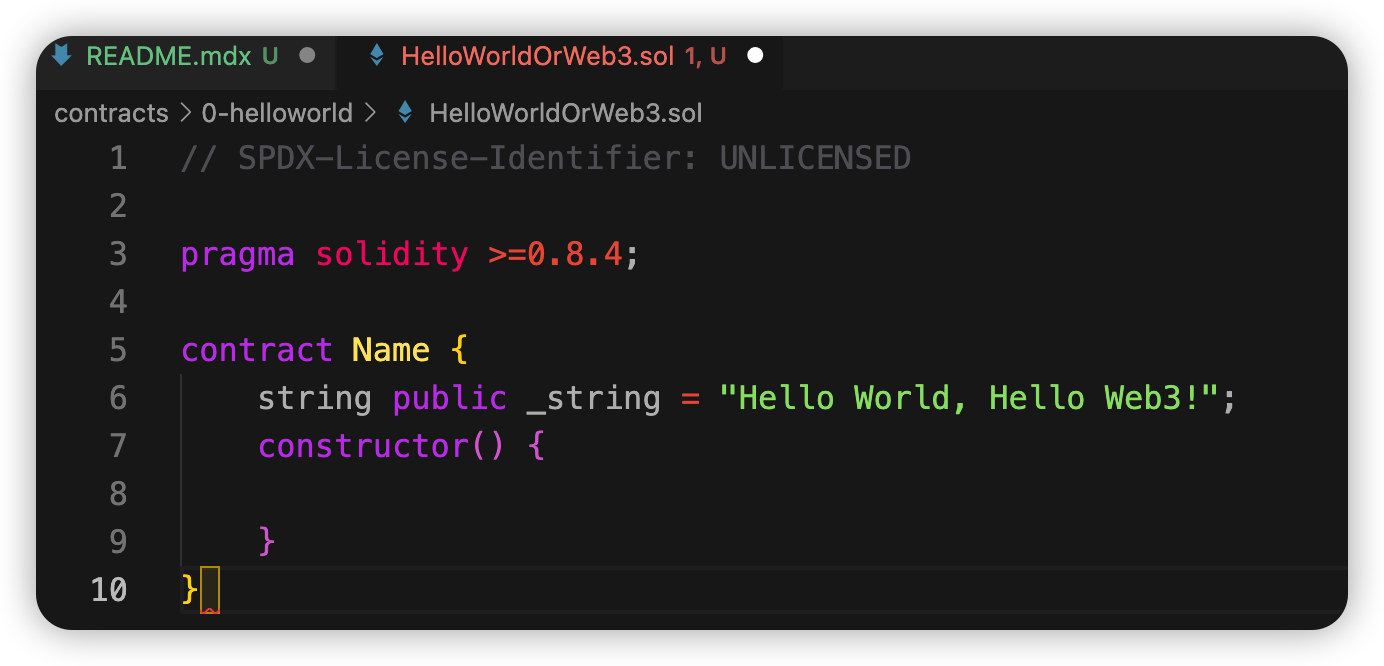 README.mdx U HelloWorldOrWeb3.sol 1, U
contracts > 0-helloworld > HelloWorldOrWeb3.sol
1 // SPDX-License-Identifier: UNLICENSED
2
3 pragma solidity >=0.8.4;
4
5 contract Name {
6     string public _string = "Hello World, Hello Web3!";
7     constructor() {
8
9     }
10 }